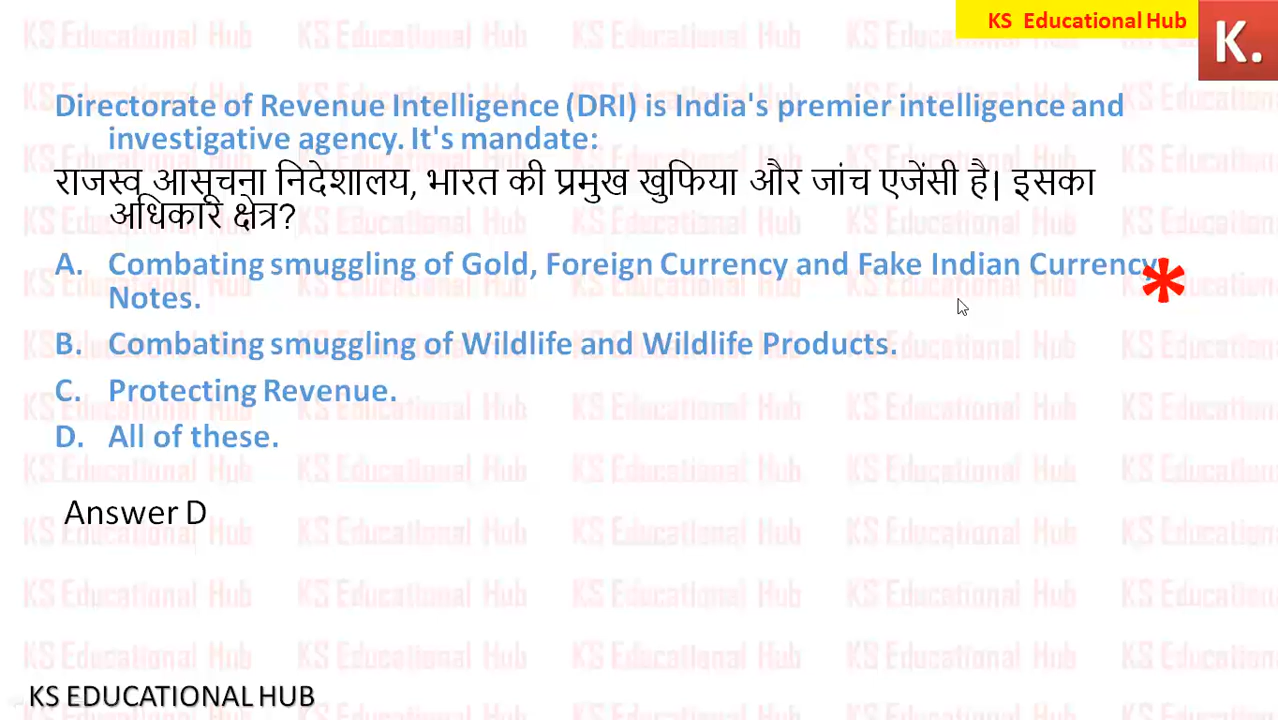 KS Educational Hub
K.
Directorate of Revenue Intelligence (DRI) is India's premier intelligence and
investigative agency. It's mandate:
राजस्व आसूचना निदेशालय, भारत की प्रमुख खुफिया और जांच एजेंसी है| इसका
अधिकार क्षेत्र?
A. Combating smuggling of Gold, Foreign Currency and Fake Indian Currency
Notes.
B. Combating smuggling of Wildlife and Wildlife Products.
C. Protecting Revenue.
D. All of these.
Answer D
KS EDUCATIONAL HUB